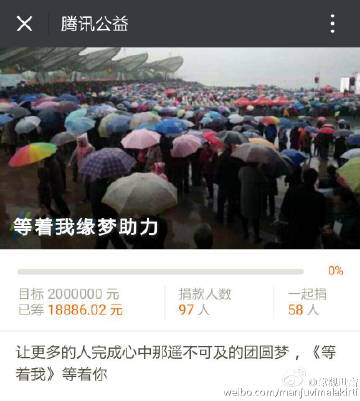 腾讯公益
等着我缘梦助力
0%
目标 2000000 元
捐款人数
一起捐
已筹 18886.02 元
97 人
58 人
让更多的人完成心中那遥不可及的团圆梦，《等
着我》等着你
weibo.com/manjuvimalakirti